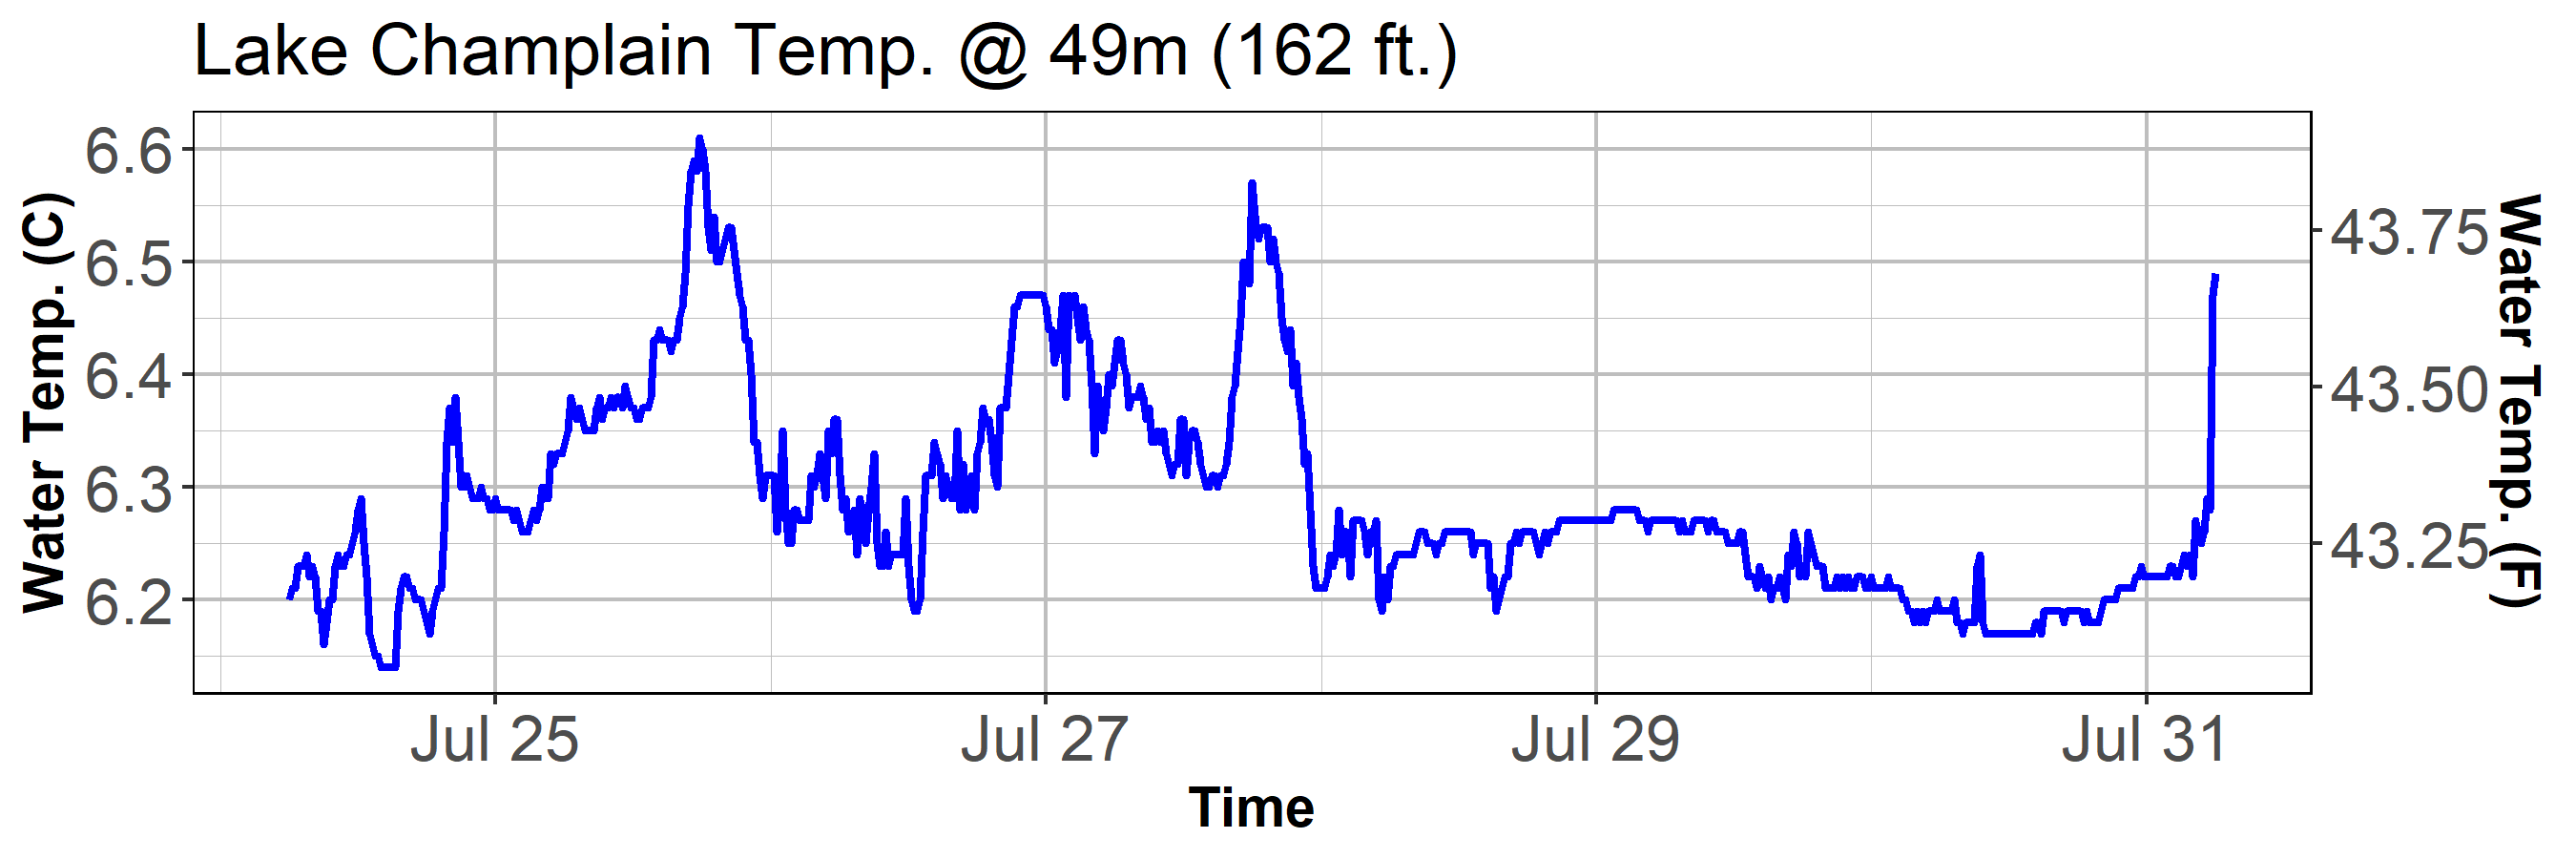 Lake Champlain Temp. @ 49m (162 ft.)
Water Temp. (C)
6.6
6.5
6.4
6.3
6.2
43.75
43.50
43.25
Water Temp. (F)
Jul 25
Jul 27
Jul 29
Jul 31
Time